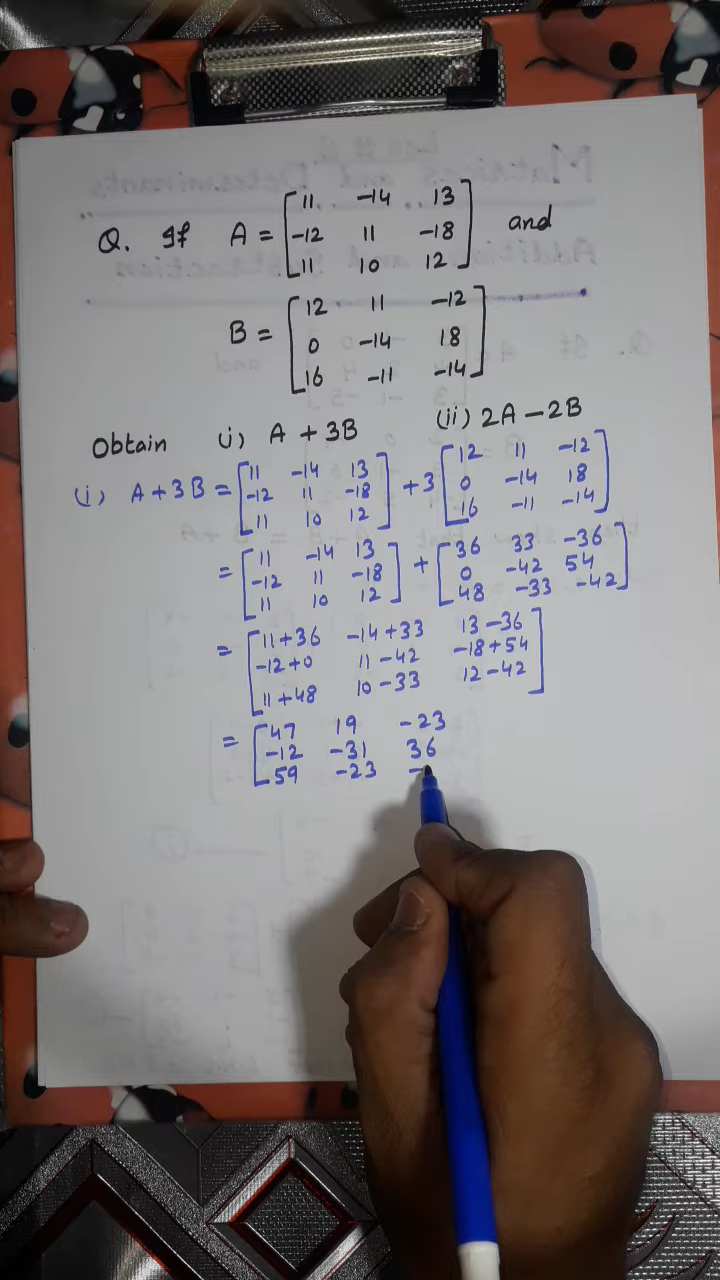 Q. If A = [11 -14 13
-12 11 -18
11 10 12] and
B = [12 11 -12
0 -14 18
16 -11 -14]
Obtain (i) A + 3B (ii) 2A - 2B
(i) A + 3B = [11 -14 13
-12 11 -18
11 10 12] + 3 [12 11 -12
0 -14 18
16 -11 -14]
= [11 -14 13
-12 11 -18
11 10 12] + [36 33 -36
0 -42 54
48 -33 -42]
= [11+36 -14+33 13-36
-12+0 11-42 -18+54
11+48 10-33 12-42]
= [47 19 -23
-12 -31 36
59 -23 -